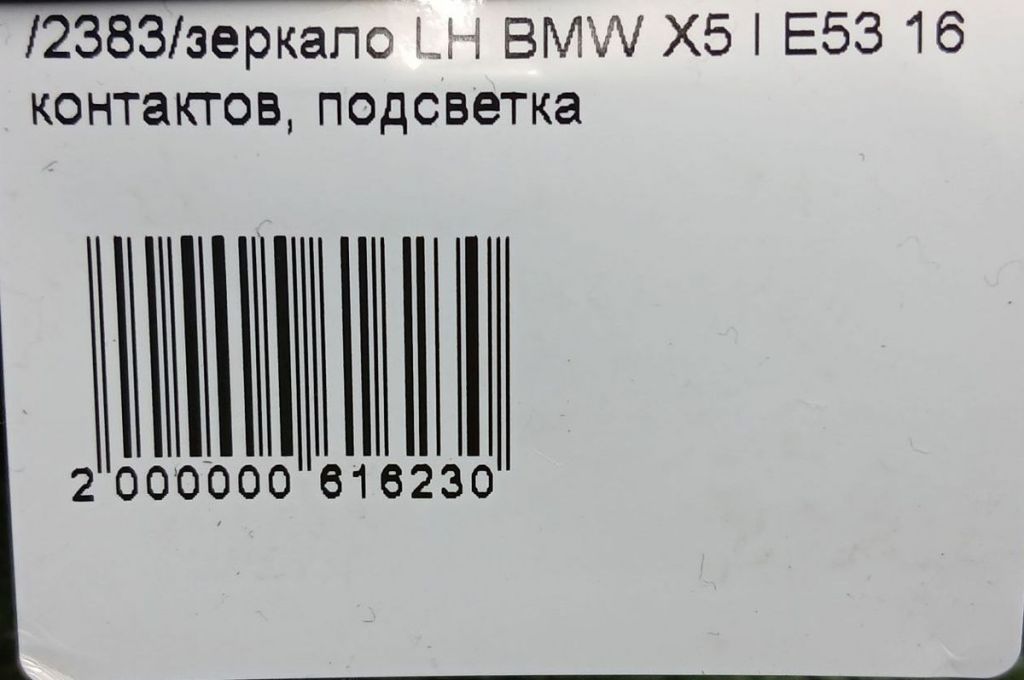 /2383/зеркало LH BMW X5 I E53 16
контактов, подсветка
2 000000 616230